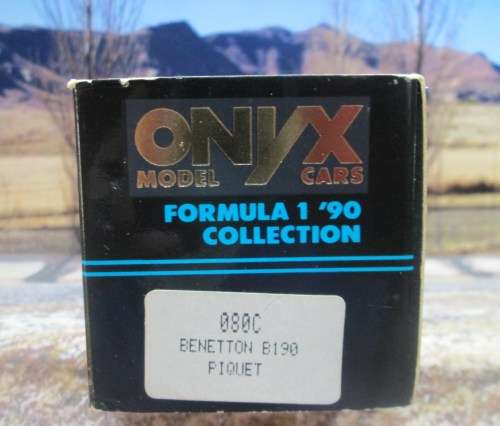 ONYX
MODEL CARS
FORMULA 1 '90
COLLECTION
080C
BENETTON B190
PIQUET